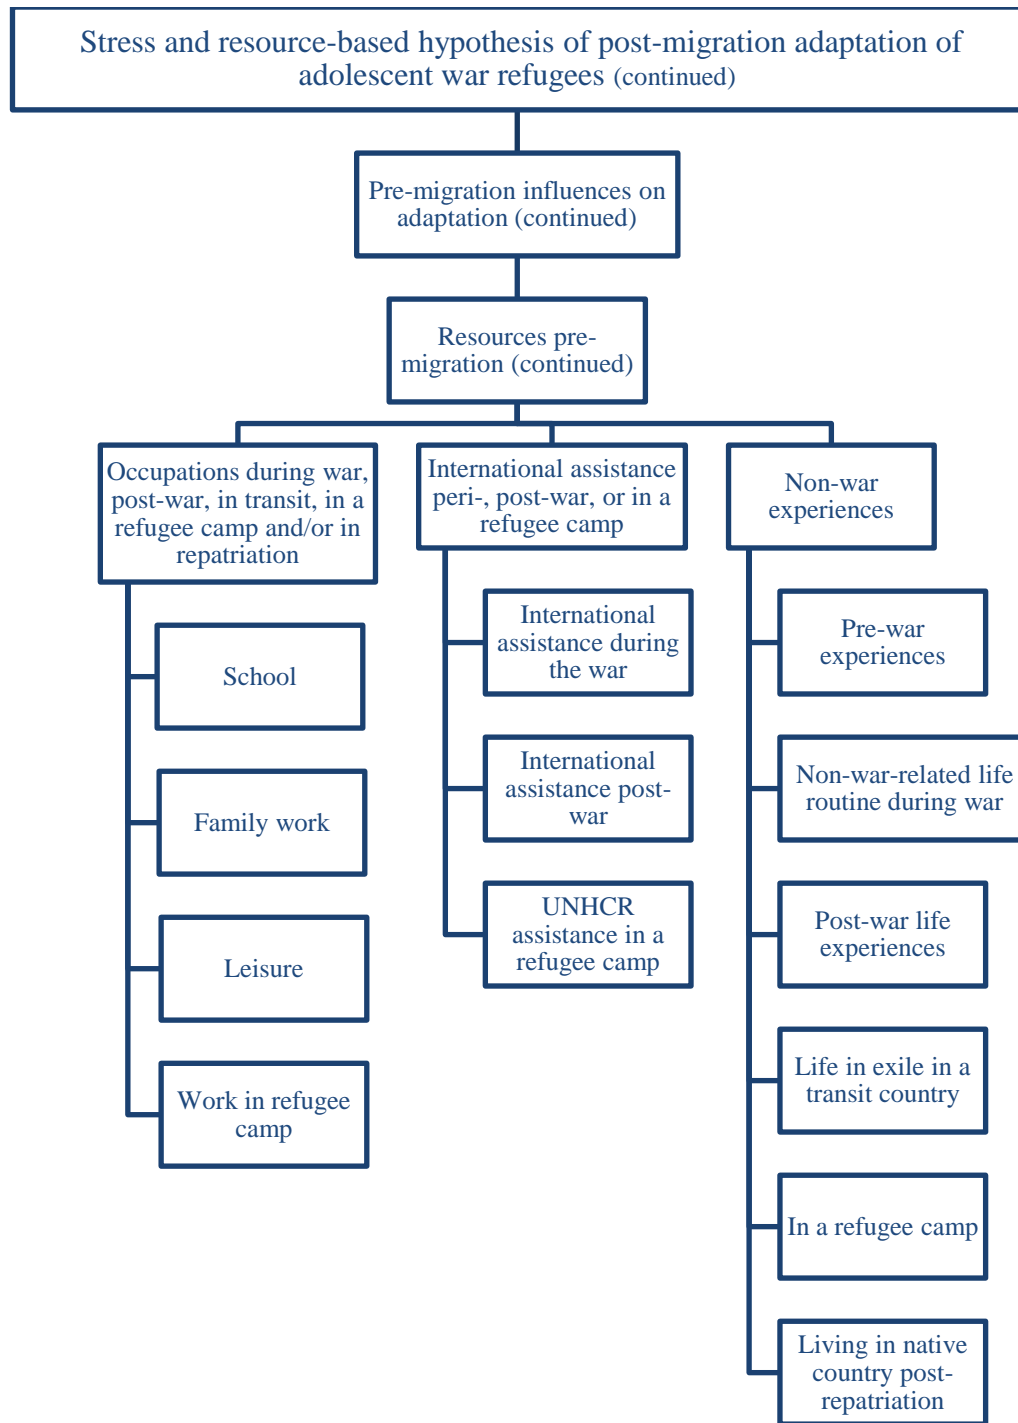 Stress and resource-based hypothesis of post-migration adaptation of
adolescent war refugees (continued)
Pre-migration influences on
adaptation (continued)
Resources pre-
migration (continued)
Occupations during war,
post-war, in transit, in a
refugee camp and/or in
repatriation
School
Family work
Leisure
Work in refugee
camp
International assistance
peri-, post-war, or in a
refugee camp
International
assistance during
the war
International
assistance post-
war
UNHCR
assistance in a
refugee camp
Non-war
experiences
Pre-war
experiences
Non-war-related life
routine during war
Post-war life
experiences
Life in exile in a
transit country
In a refugee camp
Living in native
country post-
repatriation